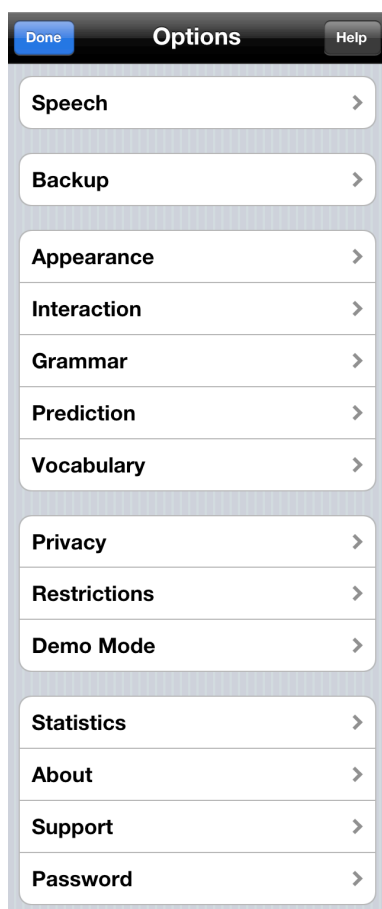 Done Options Help
Speech
Backup
Appearance
Interaction
Grammar
Prediction
Vocabulary
Privacy
Restrictions
Demo Mode
Statistics
About
Support
Password